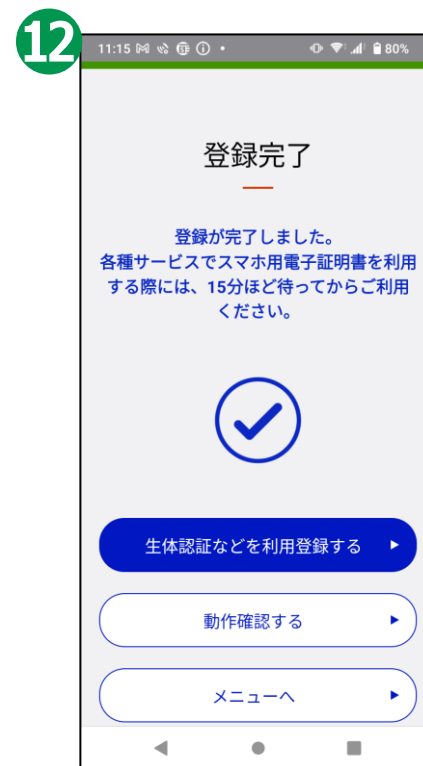 12
11:15 80%
登録完了
登録が完了しました。
各種サービスでスマホ用電子証明書を利用
する際には、15分ほど待ってからご利用
ください。
生体認証などを利用登録する
動作確認する
メニューへ